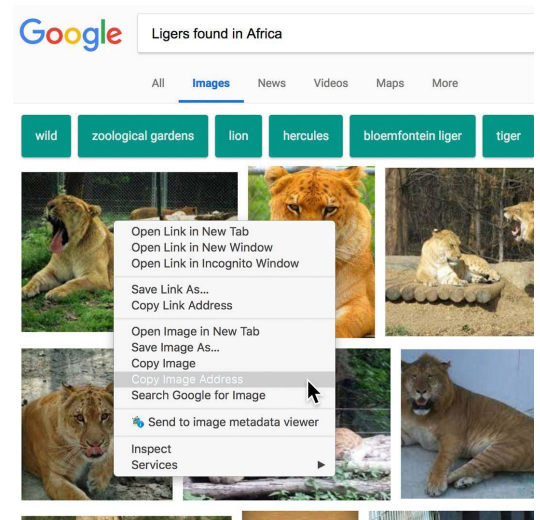 Google
Ligers found in Africa
All Images News Videos Maps More
wild zoological gardens lion hercules bloemfontein liger tiger
Open Link in New Tab
Open Link in New Window
Open Link in Incognito Window
Save Link As...
Copy Link Address
Open Image in New Tab
Save Image As...
Copy Image
Copy Image Address
Search Google for Image
Send to image metadata viewer
Inspect
Services